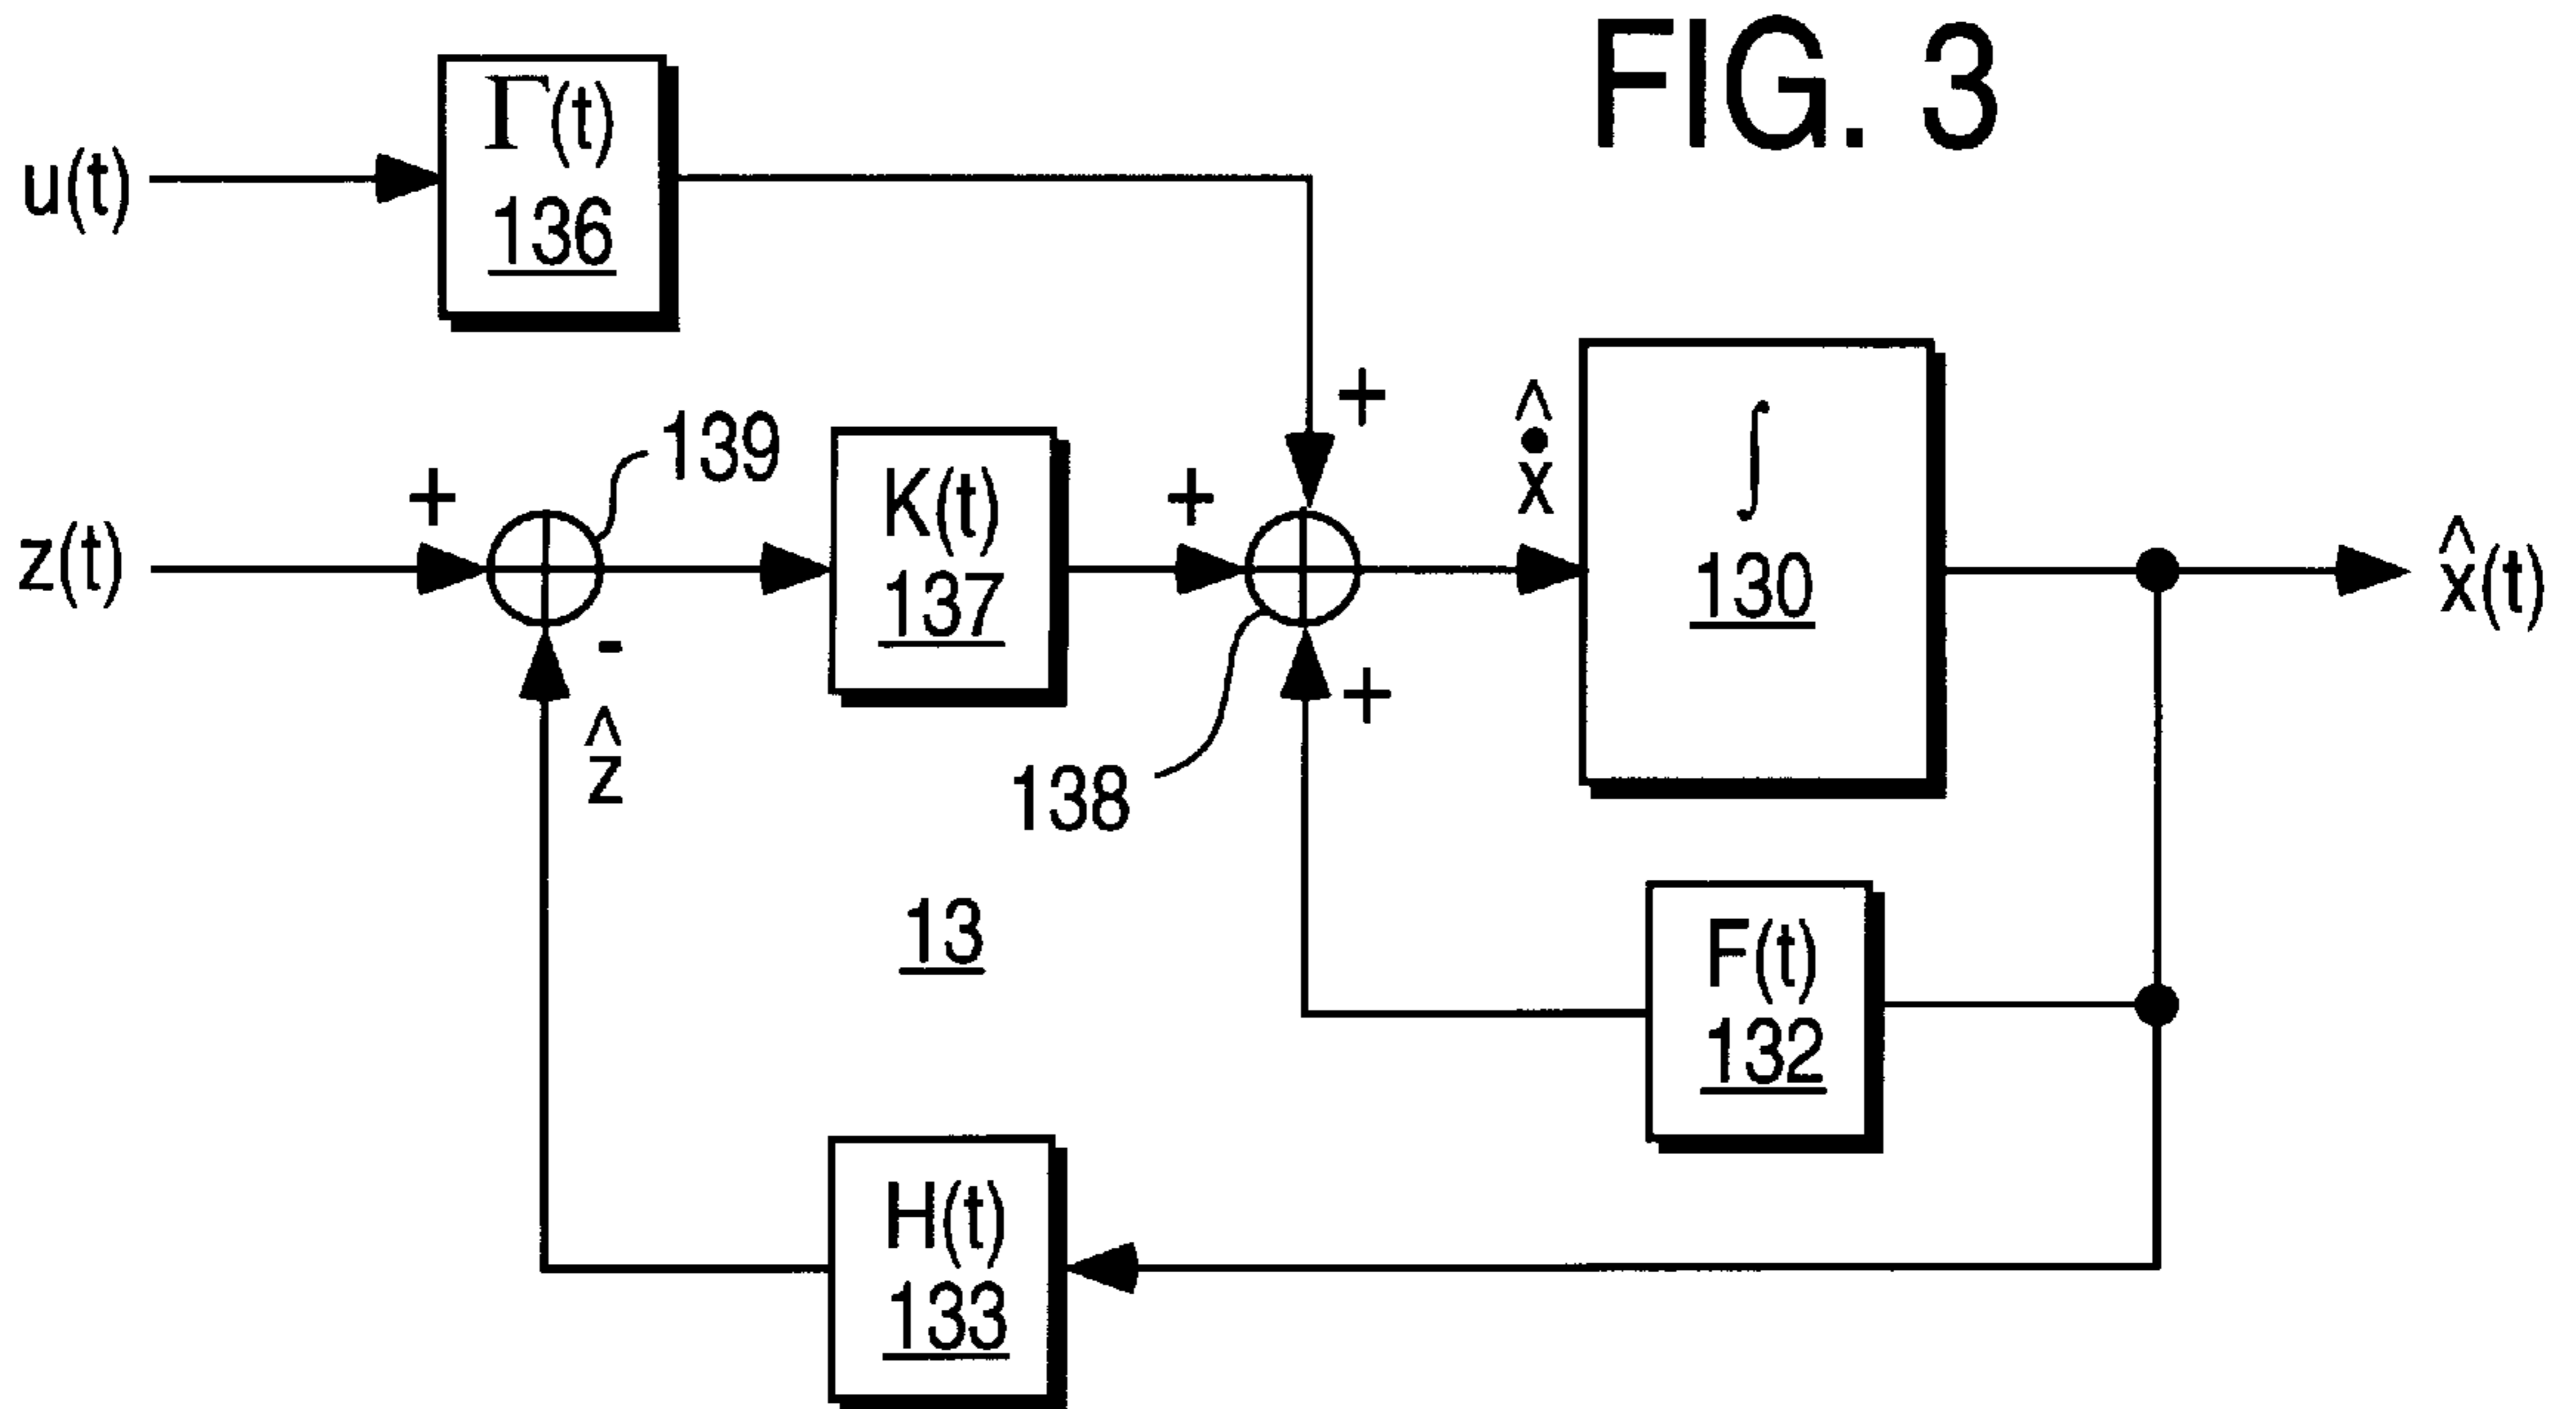 FIG. 3
Γ(t)
136
u(t)
+
139
K(t)
137
+
+
z(t)
138
-
ẑ
+
^
•
x
∫
130
x̂(t)
13
F(t)
132
H(t)
133